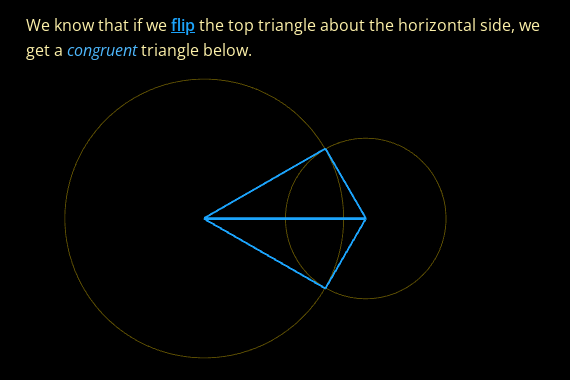 We know that if we flip the top triangle about the horizontal side, we
get a congruent triangle below.